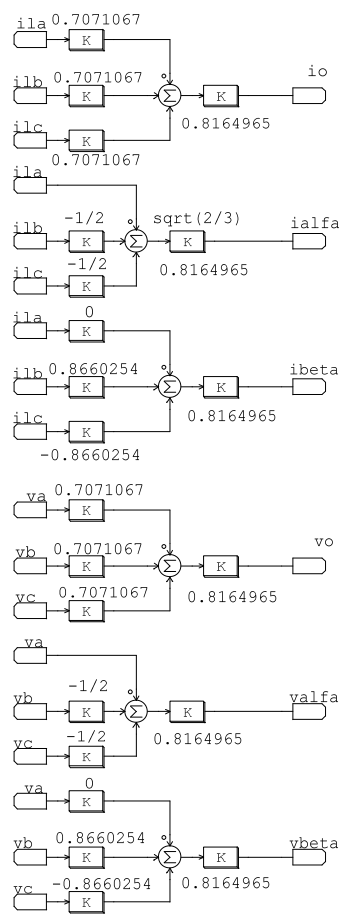 ila 0.7071067
K
io
ilb 0.7071067
K Σ K
ilc
K 0.8164965
0.7071067
ila
-1/2 sqrt(2/3) ialfa
ilb
K Σ K
ilc -1/2 0.8164965
K
ila 0
K
ibeta
ilb 0.8660254
K Σ K
ilc 0.8164965
K
-0.8660254
va 0.7071067
K
vo
vb 0.7071067
K Σ K
vc 0.7071067 0.8164965
K
va
-1/2 valfa
vb
K Σ K
vc -1/2 0.8164965
K
va 0
K
vb 0.8660254 vbeta
K Σ K
vc -0.8660254 0.8164965
K